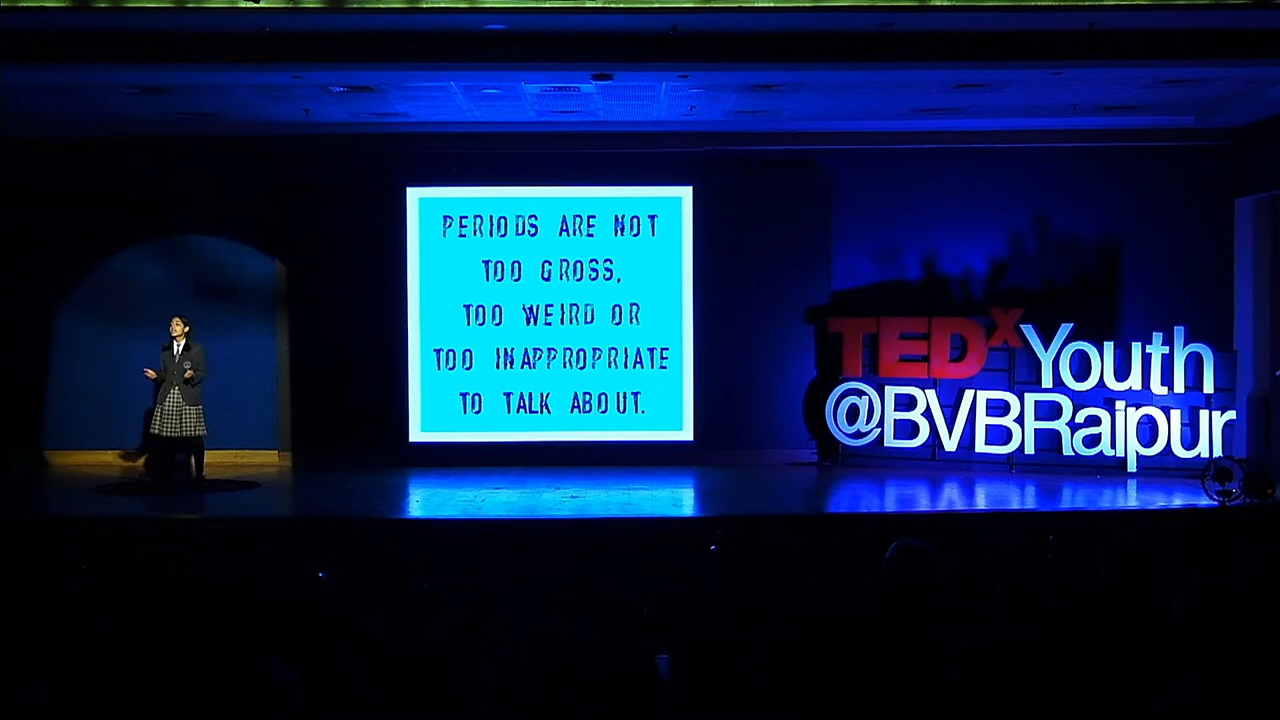 PERIODS ARE NOT
TOO GROSS,
TOO WEIRD OR
TOO INAPPROPRIATE
TO TALK ABOUT.
TEDx Youth
@BVBRaipur